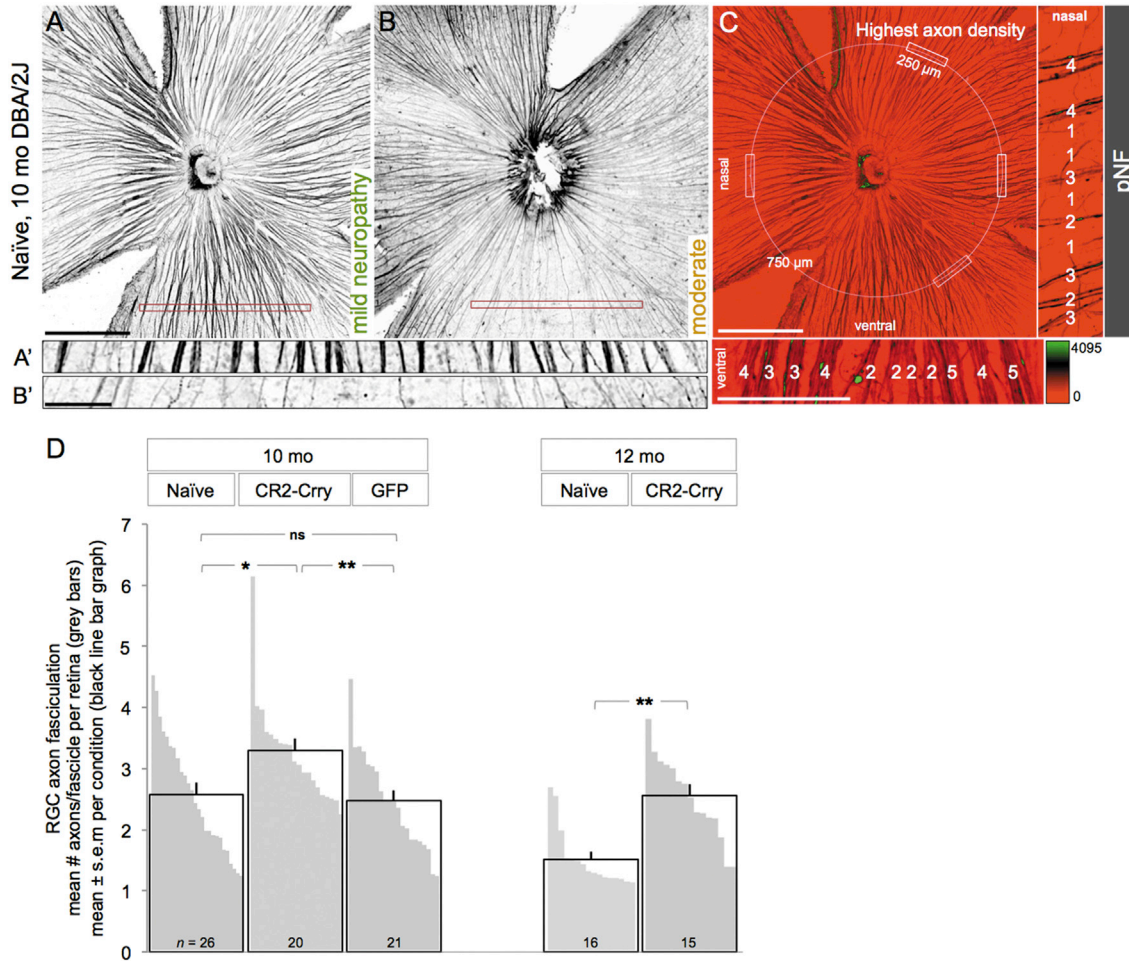 A
B
C
Naïve, 10 mo DBA/2J
mild neuropathy
moderate
Highest axon density
250 µm
750 µm
nasal
ventral
nasal
4
4
1
1
3
1
2
1
3
2
3
pNF
A'
B'
ventral
4 3 3 4 2 2 2 2 5 4 5
4095
0
D
10 mo
12 mo
Naïve
CR2-Crry
GFP
Naïve
CR2-Crry
RGC axon fasciculation
mean # axons/fascicle per retina (grey bars)
mean ± s.e.m per condition (black line bar graph)
7
6
5
4
3
2
1
0
ns
*
**
**
n = 26
20
21
16
15